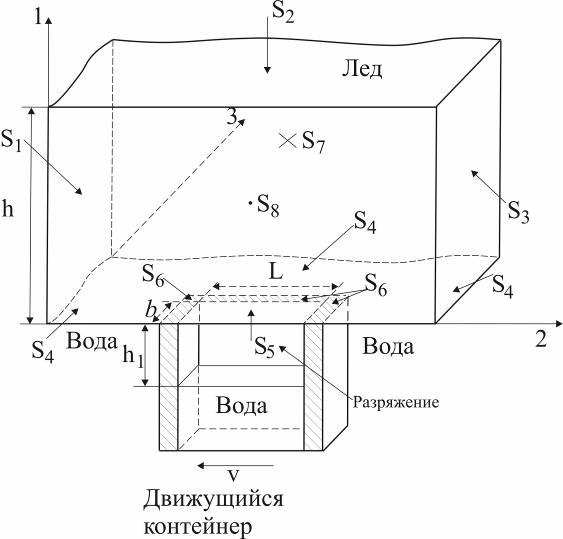 1
S2
Лед
3
S1
S7
h
S8
S3
S4
S6
L
S6
S4
b
S4
Вода
h1
S5
Вода
2
Вода
Разряжение
v
Движущийся
контейнер